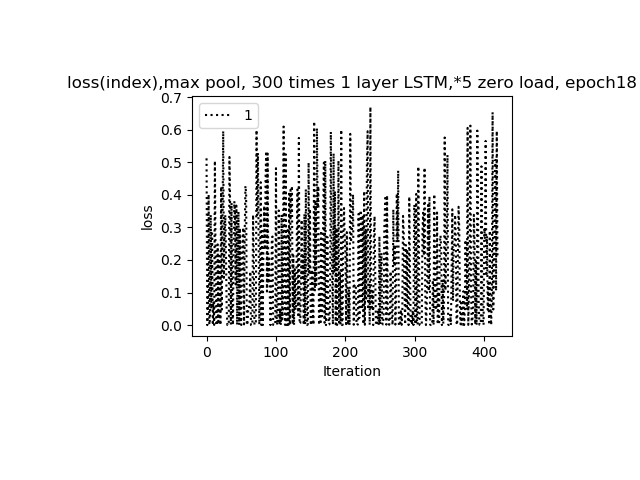 loss(index),max pool, 300 times 1 layer LSTM,*5 zero load, epoch18
0.7
0.6
0.5
0.4
0.3
0.2
0.1
0.0
loss
1
0 100 200 300 400
Iteration